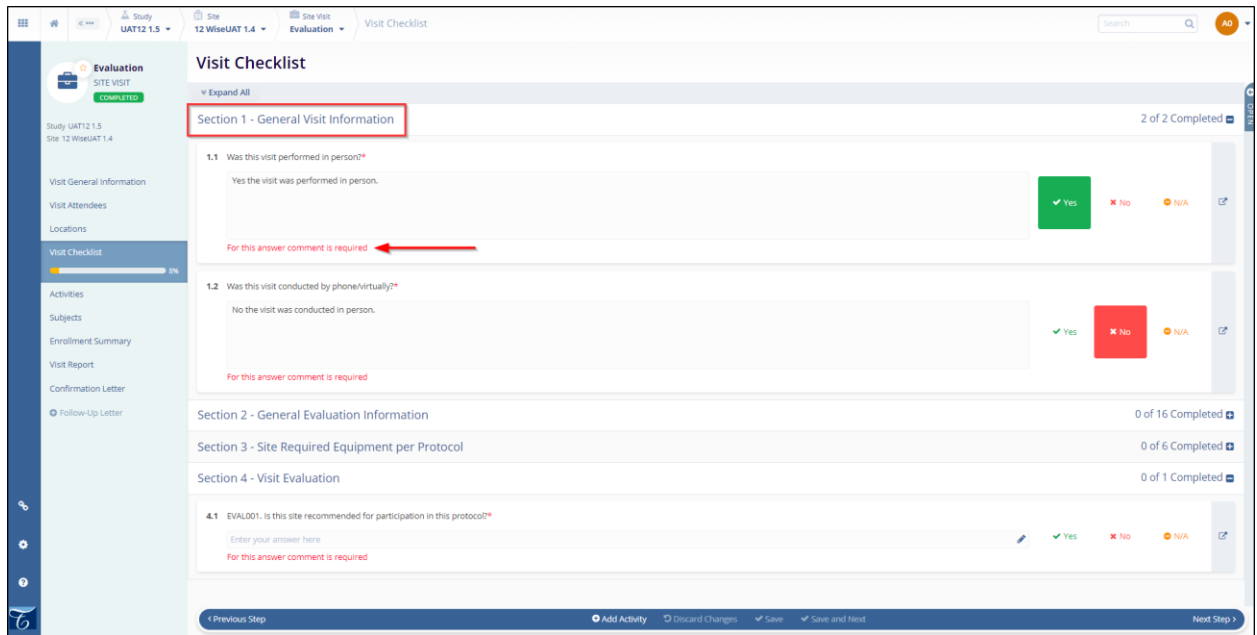 Study
UAT12 1.5
Site
12 WiseUAT 1.4
Site Visit
Evaluation
Visit Checklist
Search
AO
Evaluation
SITE VISIT
COMPLETED
Study UAT12 1.5
Site 12 WiseUAT 1.4
Visit General Information
Visit Attendees
Locations
Visit Checklist
8%
Activities
Subjects
Enrollment Summary
Visit Report
Confirmation Letter
Follow-Up Letter
Visit Checklist
Expand All
OPEN
Section 1 - General Visit Information
2 of 2 Completed
1.1 Was this visit performed in person?*
Yes the visit was performed in person.
Yes
No
N/A
For this answer comment is required
1.2 Was this visit conducted by phone/virtually?*
No the visit was conducted in person.
Yes
No
N/A
For this answer comment is required
Section 2 - General Evaluation Information
0 of 16 Completed
Section 3 - Site Required Equipment per Protocol
0 of 6 Completed
Section 4 - Visit Evaluation
0 of 1 Completed
4.1 EVAL001. Is this site recommended for participation in this protocol?*
Enter your answer here
Yes
No
N/A
For this answer comment is required
Previous Step
Add Activity
Discard Changes
Save
Save and Next
Next Step